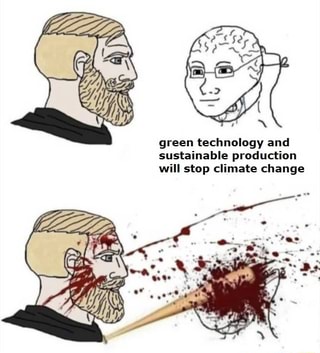 green technology and
sustainable production
will stop climate change